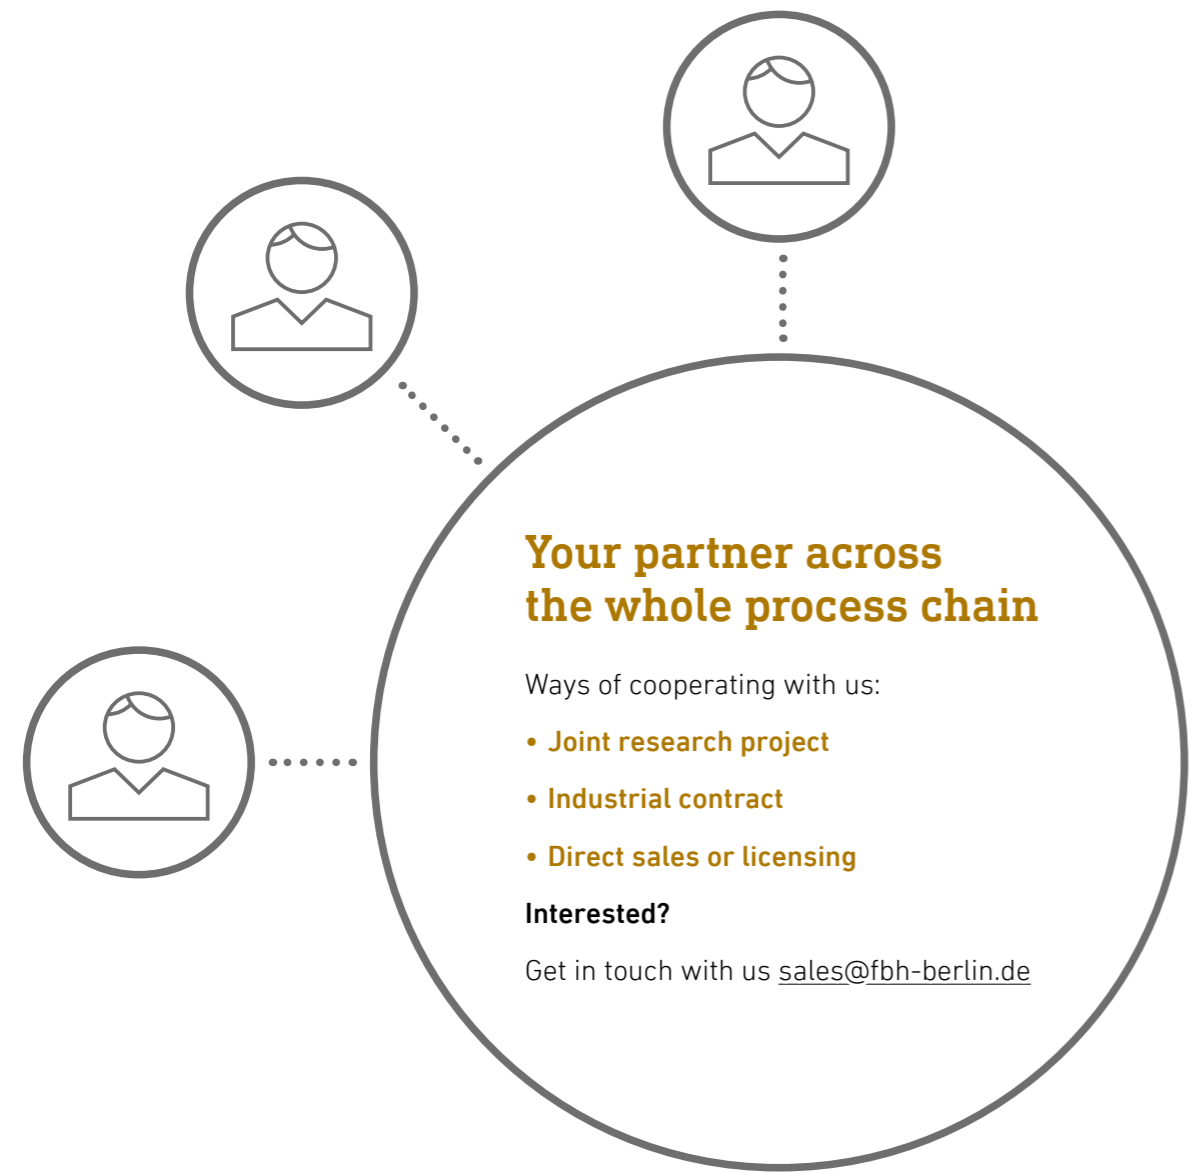 Your partner across
the whole process chain
Ways of cooperating with us:
• Joint research project
• Industrial contract
• Direct sales or licensing
Interested?
Get in touch with us sales@fbh-berlin.de